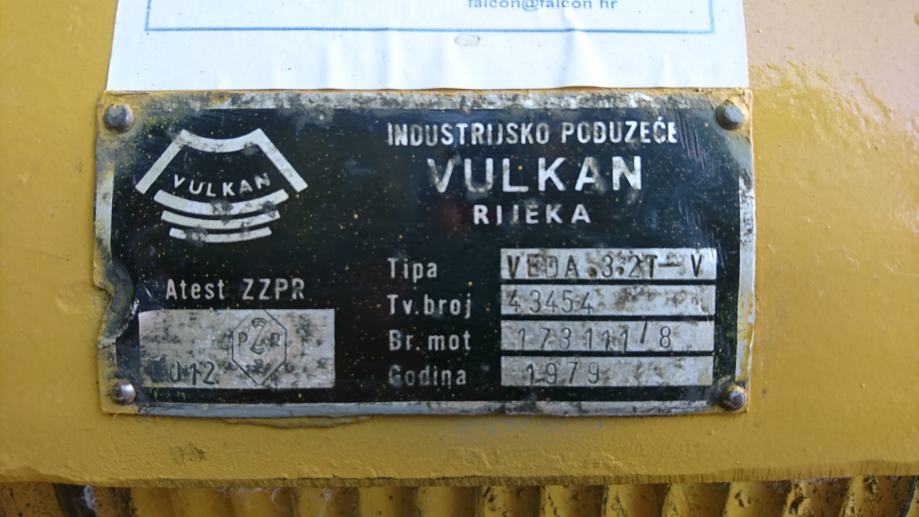 falcon@falcon hr
VULKAN
INDUSTRIJSKO PODUZEĆE
VULKAN
RIJEKA
Tipa VEDA.3.2T-V
Atest ZZPR
Tv.broj 43454
Br.mot 173111/8
PZR
012
Godina 1979